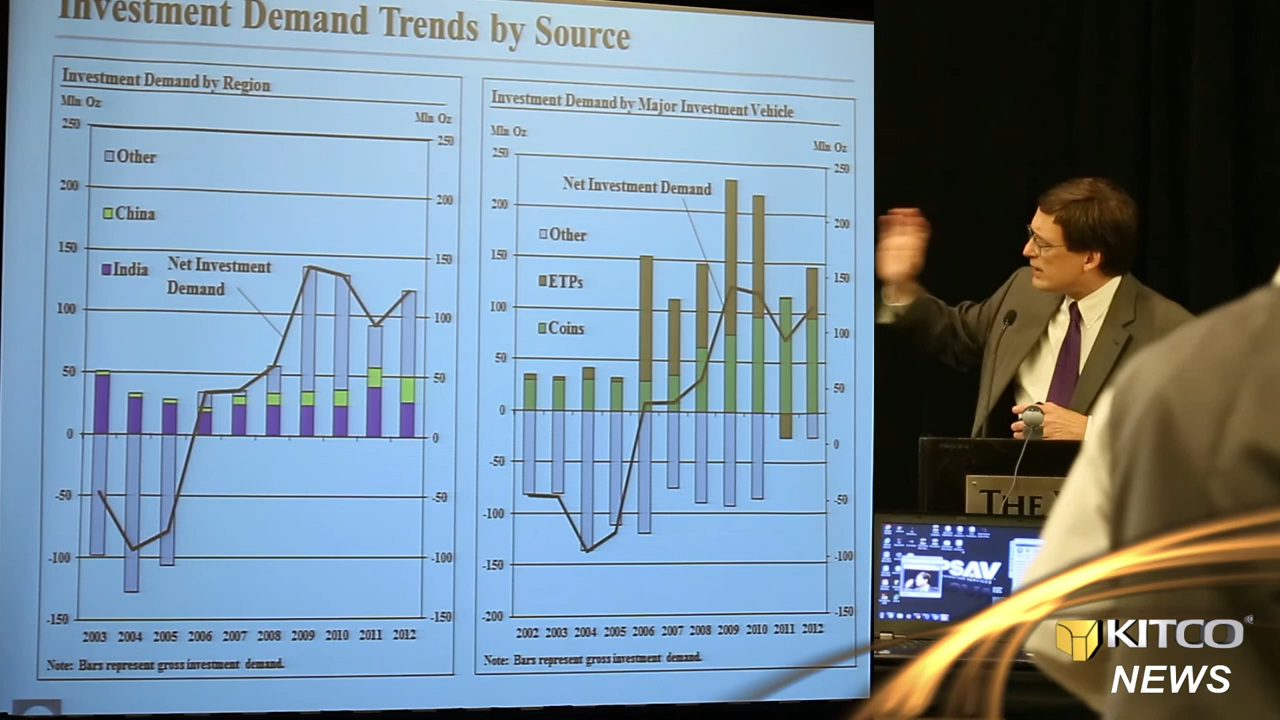 Investment Demand Trends by Source
Investment Demand by Region
Mln Oz
Mln Oz
250
200
150
100
50
0
-50
-100
-150
250
200
150
100
50
0
-50
-100
-150
Other
China
India
Net Investment
Demand
2003 2004 2005 2006 2007 2008 2009 2010 2011 2012
Note: Bars represent gross investment demand.
Investment Demand by Major Investment Vehicle
Mln Oz
Mln Oz
250
200
150
100
50
0
-50
-100
-150
-200
250
200
150
100
50
0
-50
-100
-150
Net Investment Demand
Other
ETPs
Coins
2002 2003 2004 2005 2006 2007 2008 2009 2010 2011 2012
Note: Bars represent gross investment demand.
THE
PSAV
KITCO
NEWS